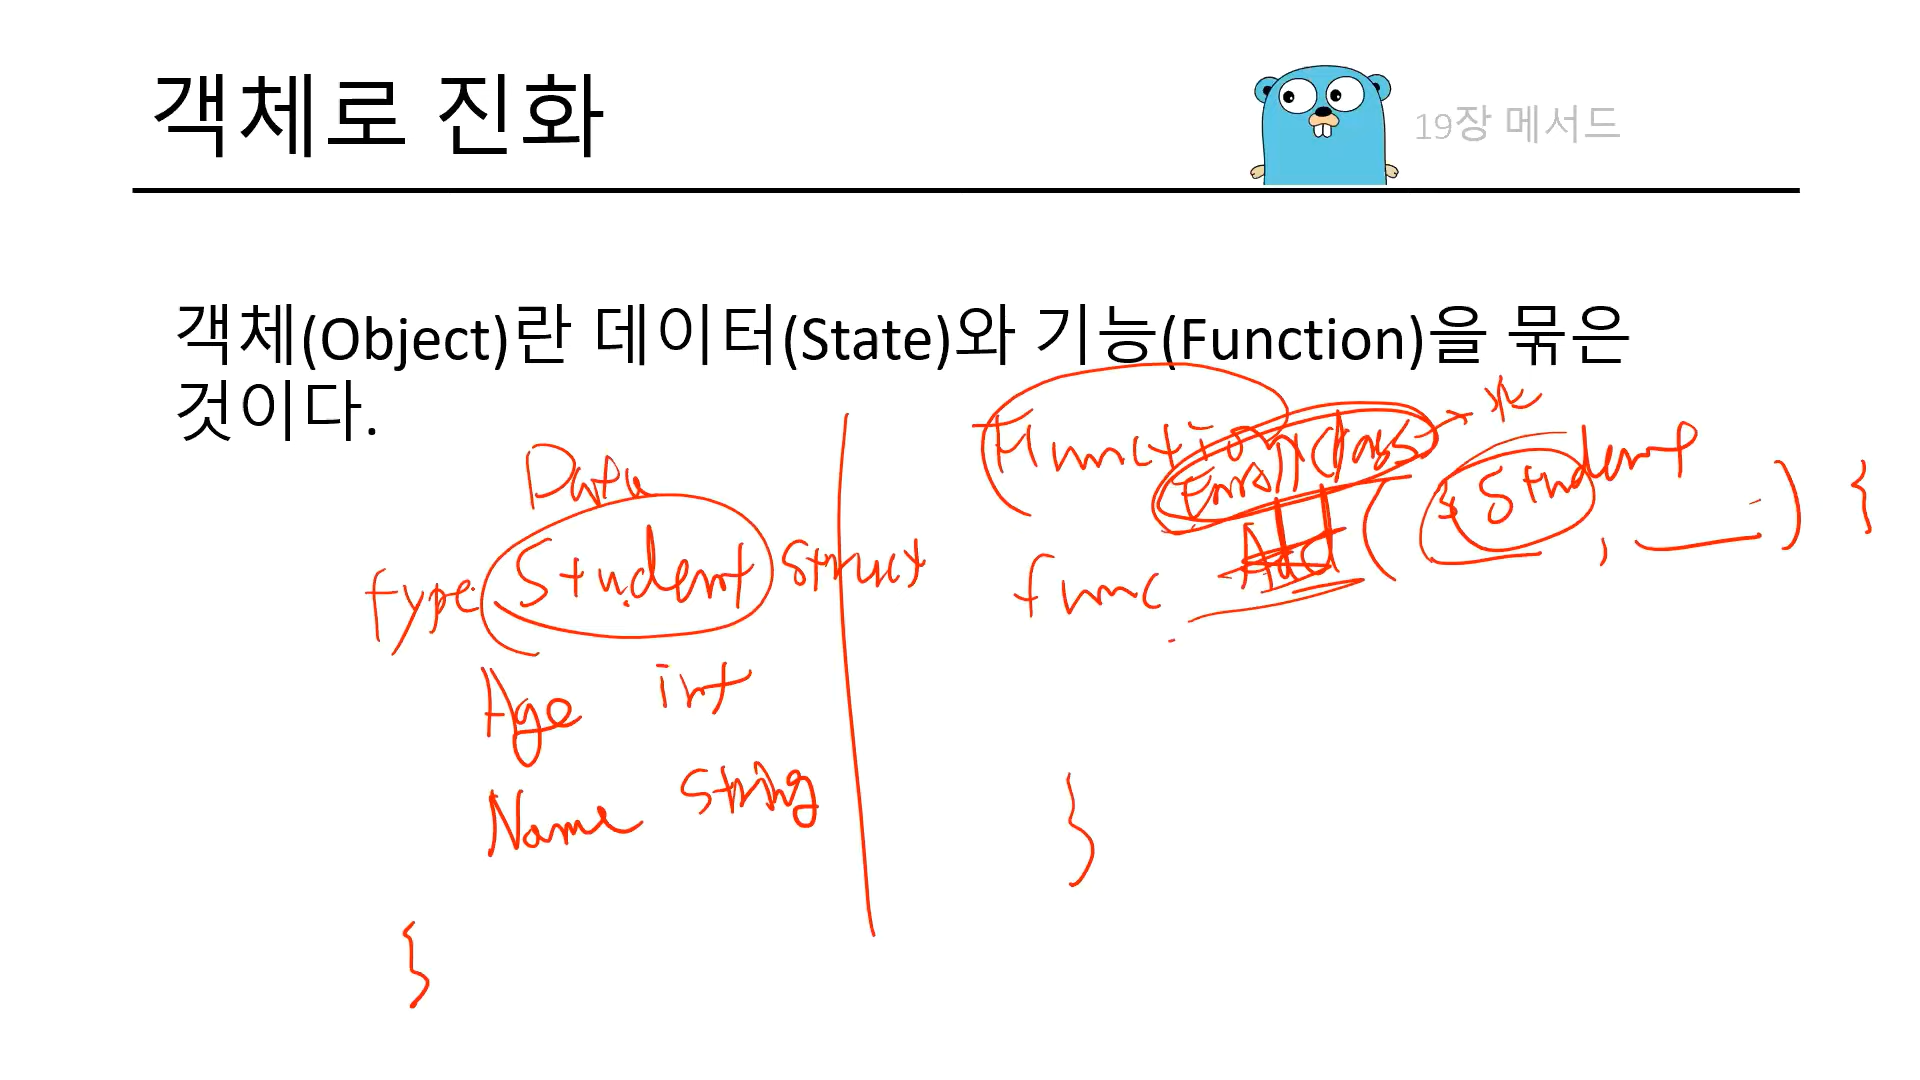 객체로 진화
19장 메서드
객체(Object)란 데이터(State)와 기능(Function)을 묶은
것이다.
Data
type Student struct
Age int
Name string
}
Function
EnrollClass
func Add ( s Student , ) {
}